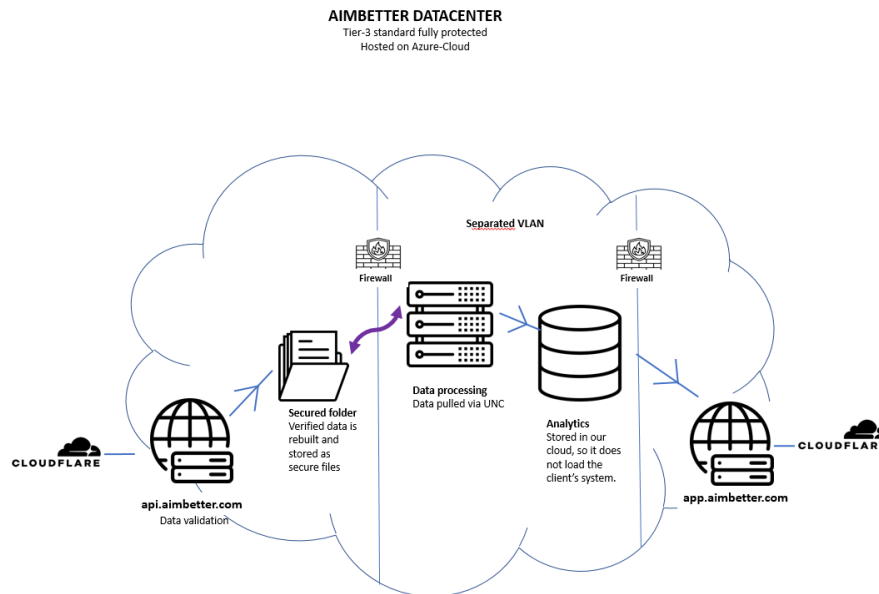 AIMBETTER DATACENTER
Tier-3 standard fully protected
Hosted on Azure-Cloud
Separated VLAN
Firewall
Firewall
Data processing
Data pulled via UNC
Secured folder
Verified data is
rebuilt and
stored as
secure files
Analytics
Stored in our
cloud, so it does
not load the
client's system.
CLOUDFLARE
api.aimbetter.com
Data validation
app.aimbetter.com
CLOUDFLA